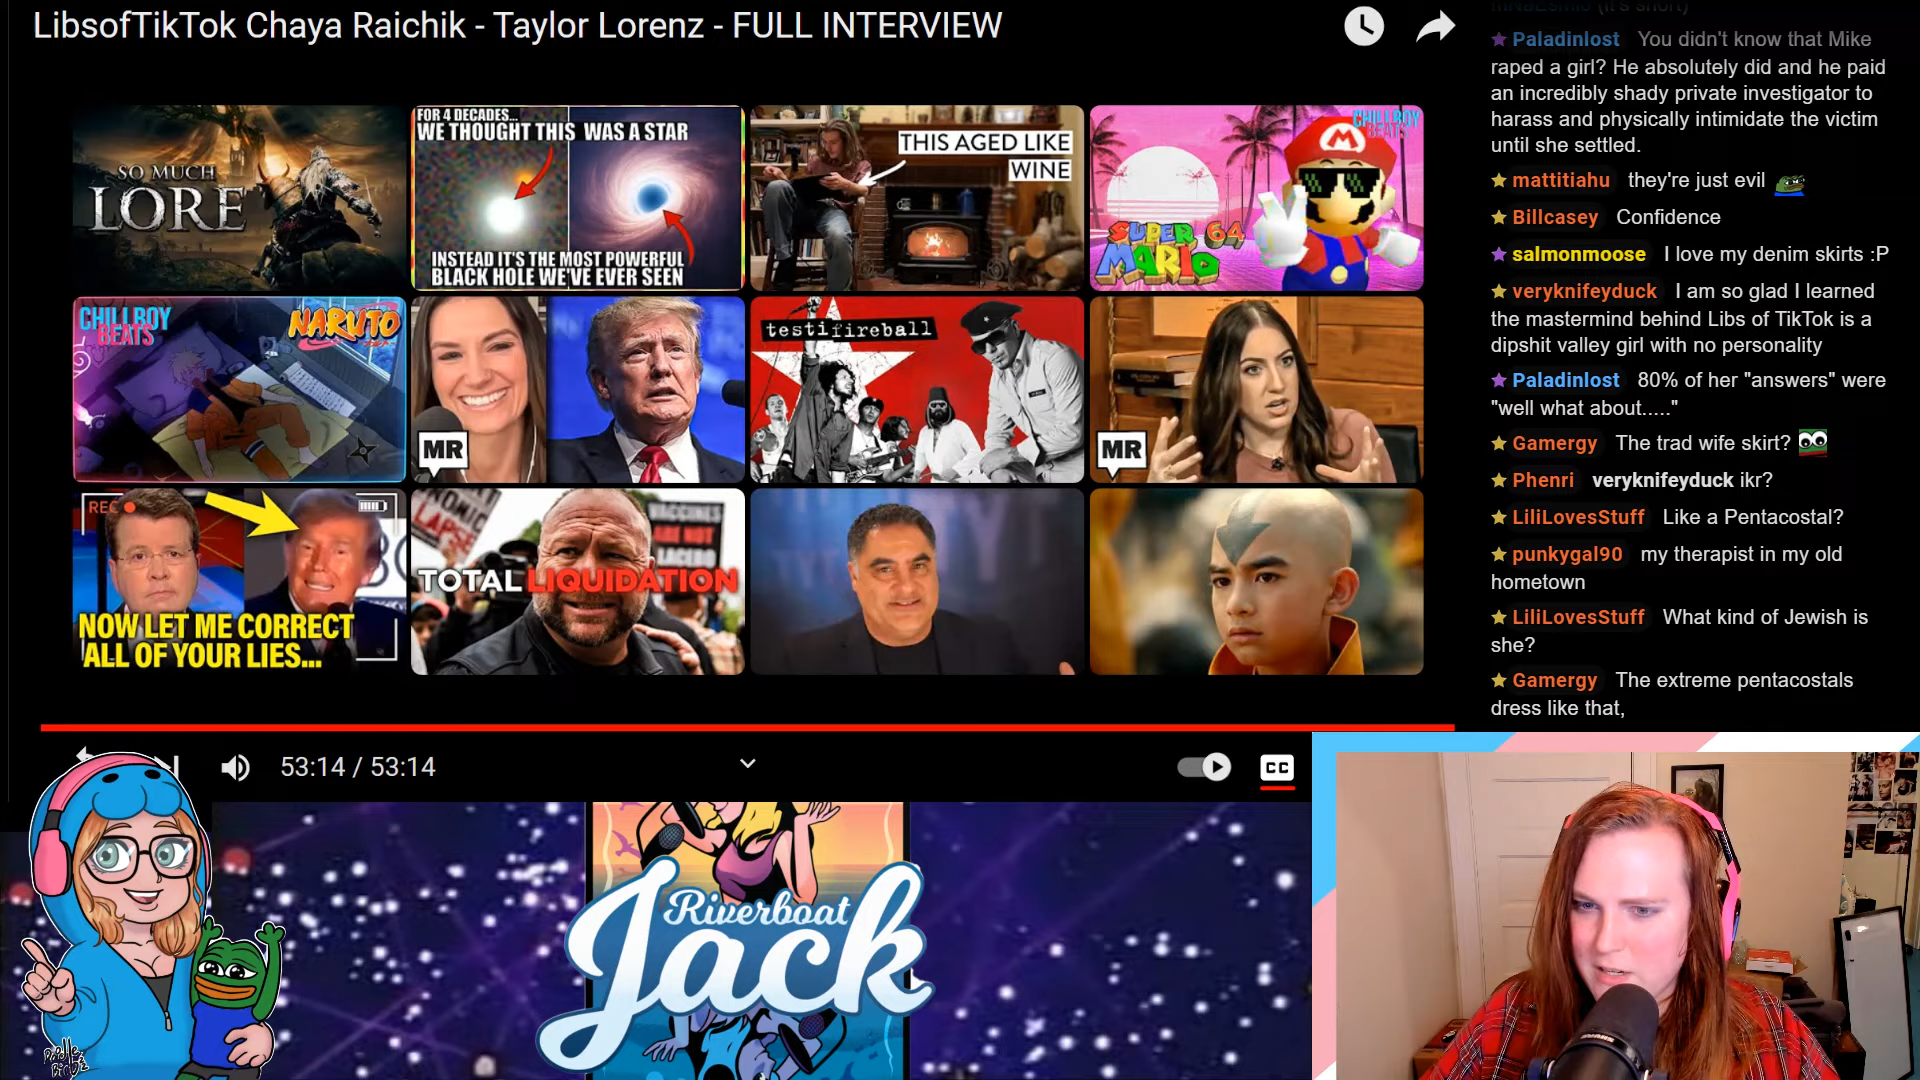 LibsofTikTok Chaya Raichik - Taylor Lorenz - FULL INTERVIEW
SO MUCH
LORE
FOR 4 DECADES...
WE THOUGHT THIS WAS A STAR
INSTEAD IT'S THE MOST POWERFUL
BLACK HOLE WE'VE EVER SEEN
THIS AGED LIKE
WINE
CHILLBOY
BEATS
SUPER
MARIO
64
CHILLBOY
BEATS
NARUTO
MR
testifireball
MR
REC
NOW LET ME CORRECT
ALL OF YOUR LIES...
VACCINES
ARE NOT
TOTAL LIQUIDATION
53:14 / 53:14
CC
Riverboat
Jack
Paladinlost You didn't know that Mike
raped a girl? He absolutely did and he paid
an incredibly shady private investigator to
harass and physically intimidate the victim
until she settled.
mattitiahu they're just evil
Billcasey Confidence
salmonmoose I love my denim skirts :P
veryknifeyduck I am so glad I learned
the mastermind behind Libs of TikTok is a
dipshit valley girl with no personality
Paladinlost 80% of her "answers" were
"well what about....."
Gamergy The trad wife skirt?
Phenri veryknifeyduck ikr?
LiliLovesStuff Like a Pentacostal?
punkygal90 my therapist in my old
hometown
LiliLovesStuff What kind of Jewish is
she?
Gamergy The extreme pentacostals
dress like that,